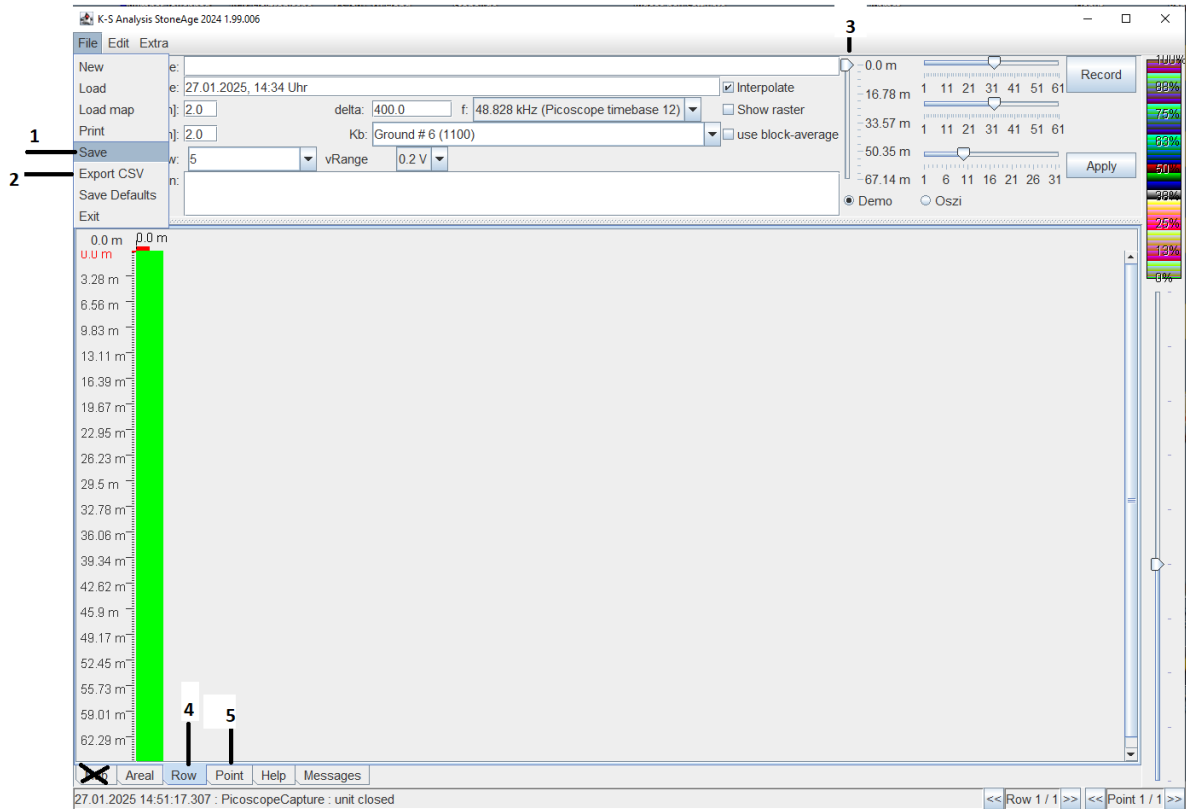 K-S Analysis StoneAge 2024 1.99.006
3
File Edit Extra
New
Load
Load map
Print
Save
Export CSV
Save Defaults
Exit
1
2
e:
e: 27.01.2025, 14:34 Uhr Interpolate
]: 2.0 delta: 400.0 f: 48.828 kHz (Picoscope timebase 12) Show raster
]: 2.0 Kb: Ground # 6 (1100) use block-average
w: 5 vRange 0.2 V
n:
0.0 m
16.78 m
33.57 m
50.35 m
67.14 m
1 11 21 31 41 51 61
1 11 21 31 41 51 61
1 6 11 16 21 26 31
Demo Oszi
Record
Apply
100%
88%
75%
63%
50%
38%
25%
13%
0%
0.0 m 0.0 m
0.0 m
3.28 m
6.56 m
9.83 m
13.11 m
16.39 m
19.67 m
22.95 m
26.23 m
29.5 m
32.78 m
36.06 m
39.34 m
42.62 m
45.9 m
49.17 m
52.45 m
55.73 m
59.01 m
62.29 m
4 5
Areal Row Point Help Messages
27.01.2025 14:51:17.307 : PicoscopeCapture : unit closed << Row 1 / 1 >> << Point 1 / 1 >>